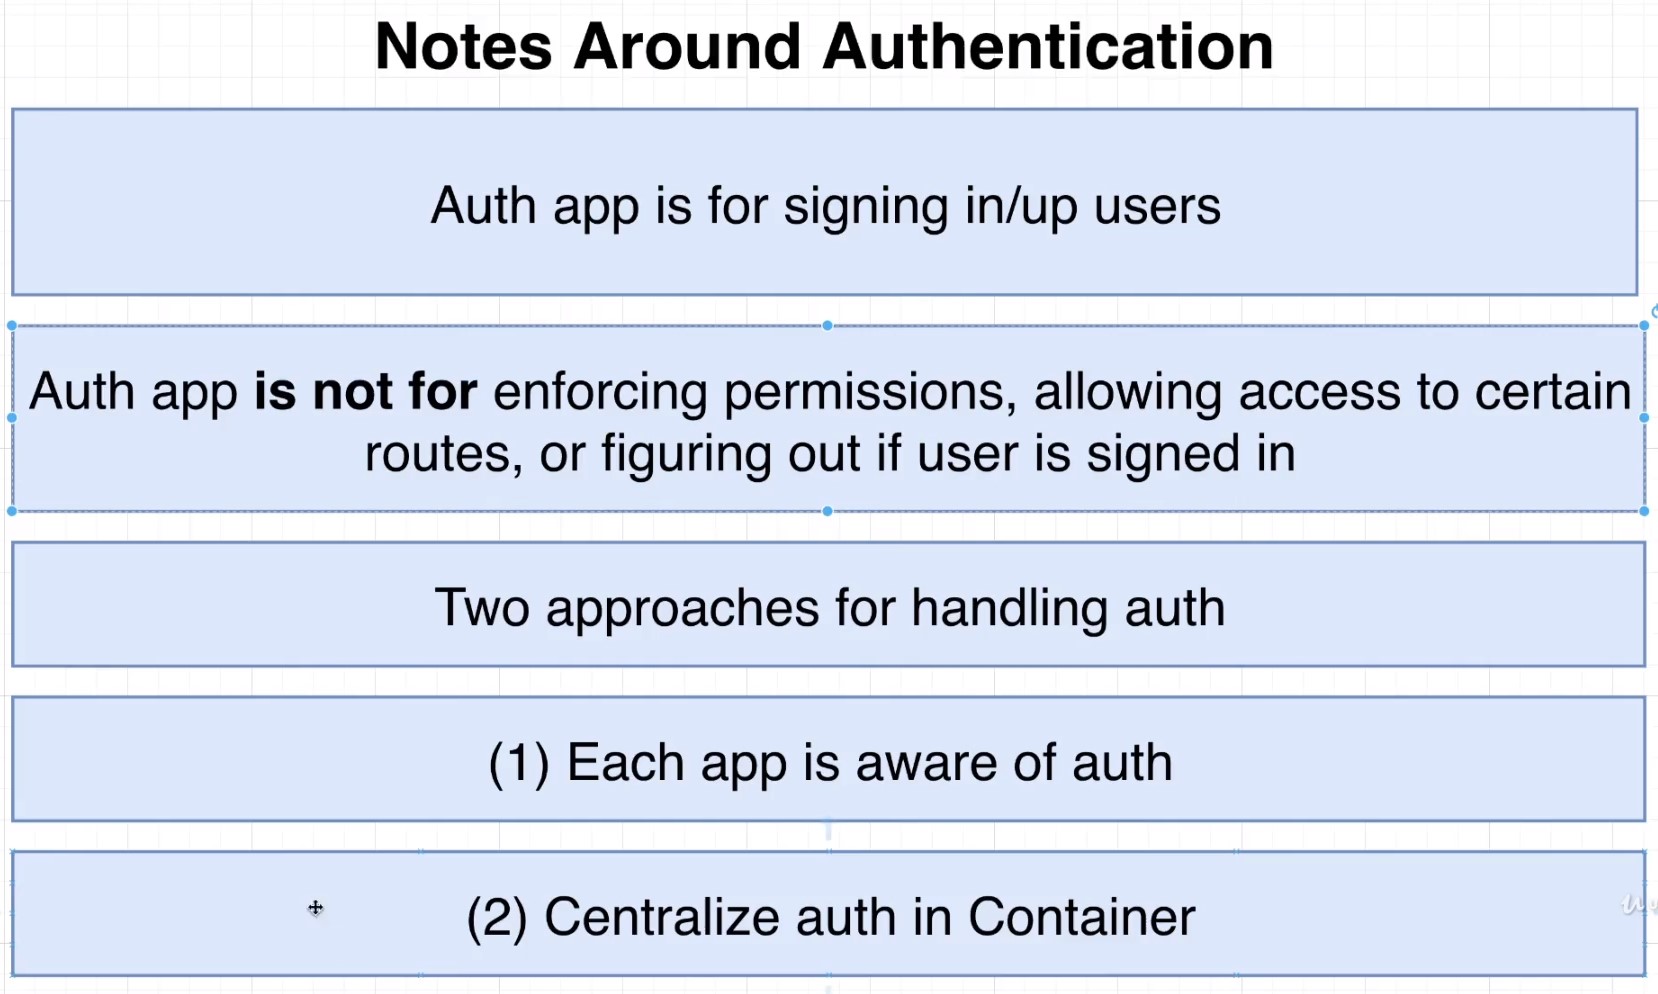 Notes Around Authentication
Auth app is for signing in/up users
Auth app is not for enforcing permissions, allowing access to certain
routes, or figuring out if user is signed in
Two approaches for handling auth
(1) Each app is aware of auth
(2) Centralize auth in Container